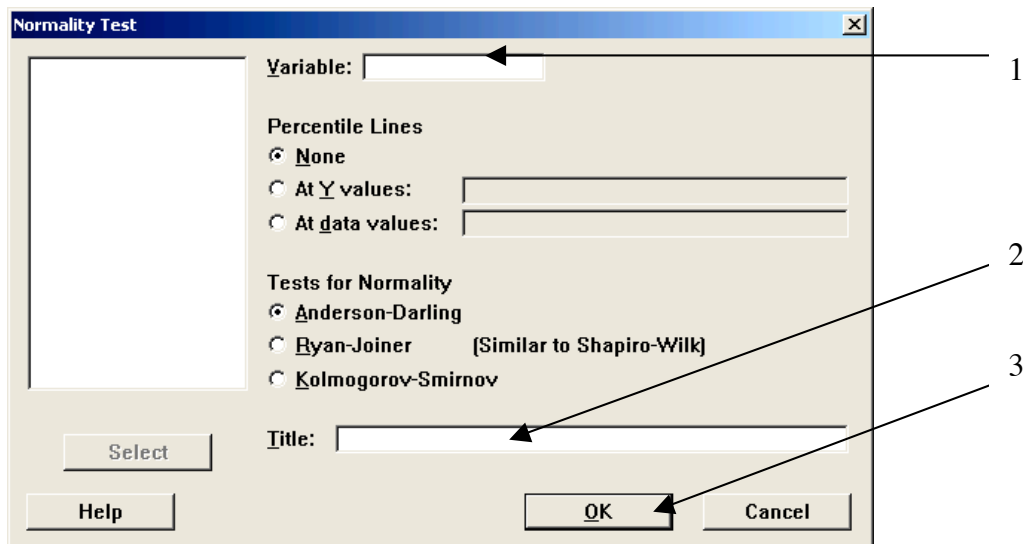 Normality Test
Variable:
1
Percentile Lines
None
At Y values:
At data values:
2
Tests for Normality
Anderson-Darling
Ryan-Joiner (Similar to Shapiro-Wilk)
Kolmogorov-Smirnov
3
Title:
Select
Help
OK
Cancel